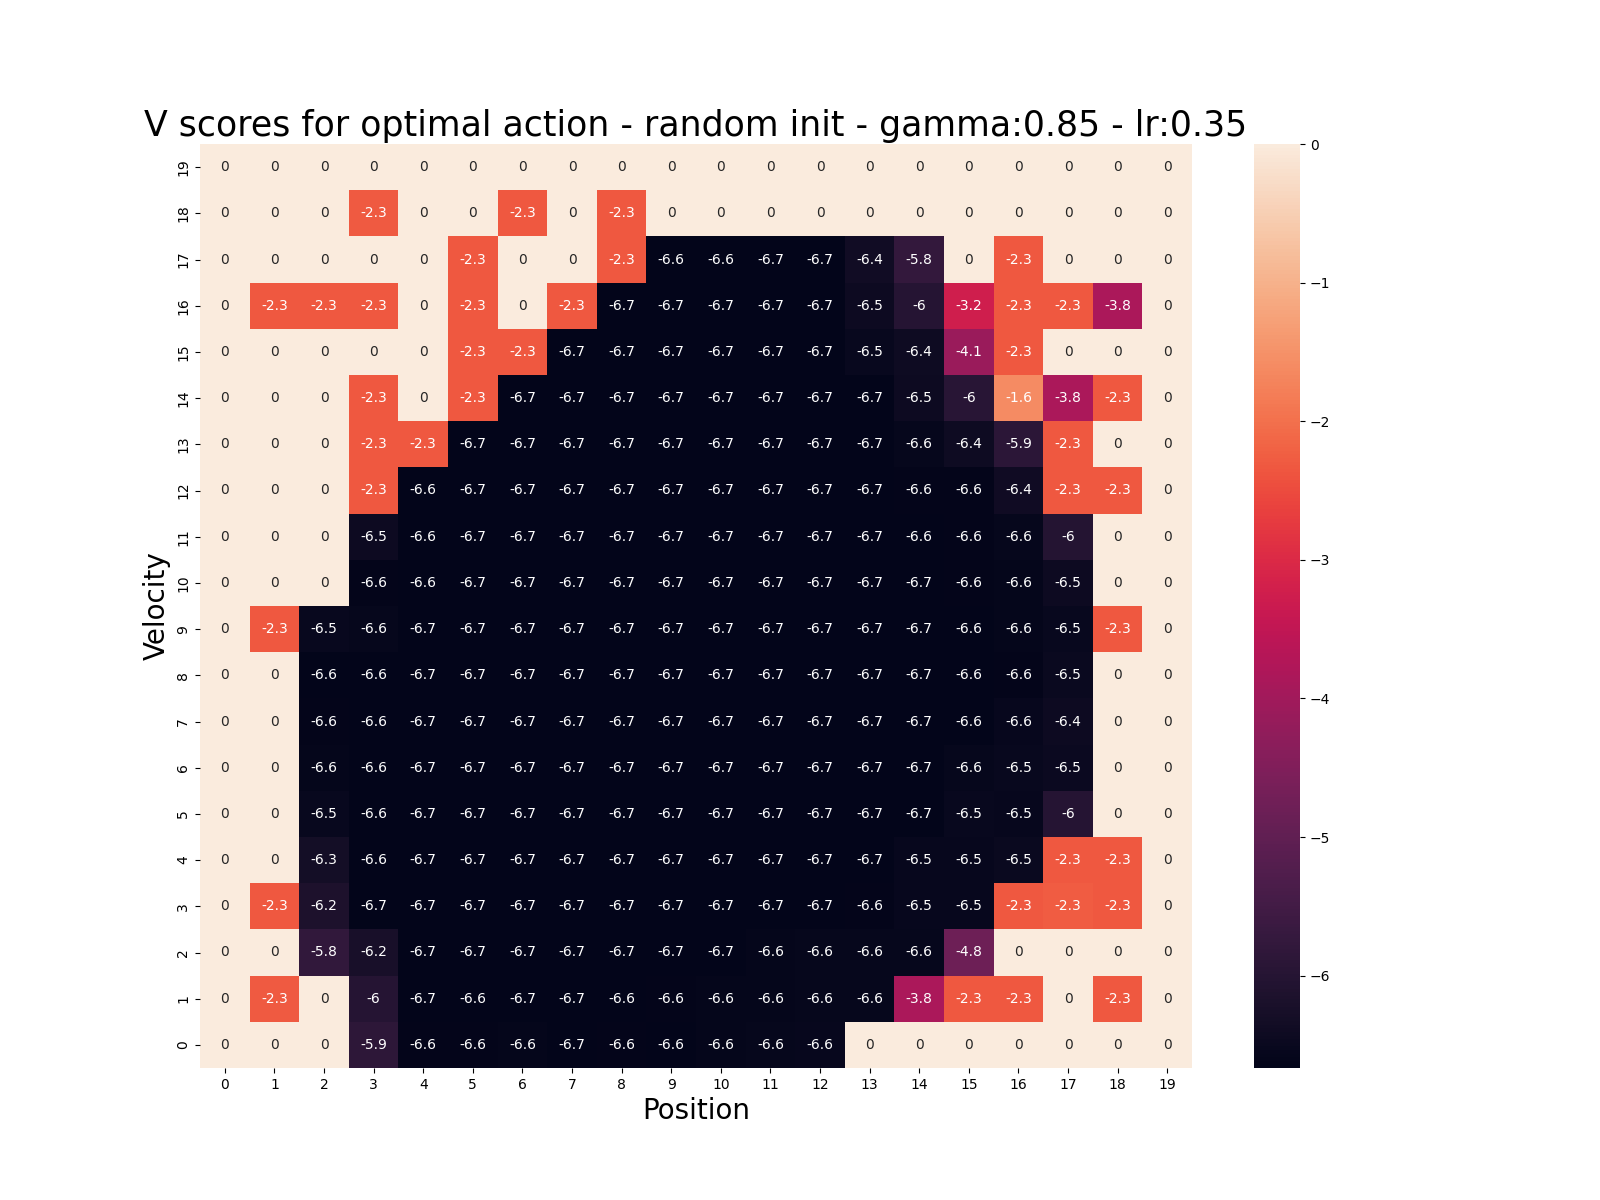 V scores for optimal action - random init - gamma:0.85 - lr:0.35
19 0 0 0 0 0 0 0 0 0 0 0 0 0 0 0 0 0 0 0 0 0
18 0 0 0 -2.3 0 0 -2.3 0 -2.3 0 0 0 0 0 0 0 0 0 0 0
17 0 0 0 0 0 -2.3 0 0 -2.3 -6.6 -6.6 -6.7 -6.7 -6.4 -5.8 0 -2.3 0 0 0
16 0 -2.3 -2.3 -2.3 0 -2.3 0 -2.3 -6.7 -6.7 -6.7 -6.7 -6.7 -6.5 -6 -3.2 -2.3 -2.3 -3.8 0 −1
15 0 0 0 0 0 -2.3 -2.3 -6.7 -6.7 -6.7 -6.7 -6.7 -6.7 -6.5 -6.4 -4.1 -2.3 0 0 0
14 0 0 0 -2.3 0 -2.3 -6.7 -6.7 -6.7 -6.7 -6.7 -6.7 -6.7 -6.7 -6.5 -6 -1.6 -3.8 -2.3 0 −2
13 0 0 0 -2.3 -2.3 -6.7 -6.7 -6.7 -6.7 -6.7 -6.7 -6.7 -6.7 -6.7 -6.6 -6.4 -5.9 -2.3 0 0
12 0 0 0 -2.3 -6.6 -6.7 -6.7 -6.7 -6.7 -6.7 -6.7 -6.7 -6.7 -6.7 -6.6 -6.6 -6.4 -2.3 -2.3 0
11 0 0 0 -6.5 -6.6 -6.7 -6.7 -6.7 -6.7 -6.7 -6.7 -6.7 -6.7 -6.7 -6.6 -6.6 -6.6 -6 0 0 −3
10 0 0 0 -6.6 -6.6 -6.7 -6.7 -6.7 -6.7 -6.7 -6.7 -6.7 -6.7 -6.7 -6.7 -6.6 -6.6 -6.5 0 0
Velocity
9 0 -2.3 -6.5 -6.6 -6.7 -6.7 -6.7 -6.7 -6.7 -6.7 -6.7 -6.7 -6.7 -6.7 -6.7 -6.6 -6.6 -6.5 -2.3 0
8 0 0 -6.6 -6.6 -6.7 -6.7 -6.7 -6.7 -6.7 -6.7 -6.7 -6.7 -6.7 -6.7 -6.7 -6.6 -6.6 -6.5 0 0 −4
7 0 0 -6.6 -6.6 -6.7 -6.7 -6.7 -6.7 -6.7 -6.7 -6.7 -6.7 -6.7 -6.7 -6.7 -6.6 -6.6 -6.4 0 0
6 0 0 -6.6 -6.6 -6.7 -6.7 -6.7 -6.7 -6.7 -6.7 -6.7 -6.7 -6.7 -6.7 -6.7 -6.6 -6.5 -6.5 0 0
5 0 0 -6.5 -6.6 -6.7 -6.7 -6.7 -6.7 -6.7 -6.7 -6.7 -6.7 -6.7 -6.7 -6.7 -6.5 -6.5 -6 0 0
4 0 0 -6.3 -6.6 -6.7 -6.7 -6.7 -6.7 -6.7 -6.7 -6.7 -6.7 -6.7 -6.7 -6.5 -6.5 -6.5 -2.3 -2.3 0 −5
3 0 -2.3 -6.2 -6.7 -6.7 -6.7 -6.7 -6.7 -6.7 -6.7 -6.7 -6.7 -6.7 -6.6 -6.5 -6.5 -2.3 -2.3 -2.3 0
2 0 0 -5.8 -6.2 -6.7 -6.7 -6.7 -6.7 -6.7 -6.7 -6.7 -6.6 -6.6 -6.6 -6.6 -4.8 0 0 0 0 −6
1 0 -2.3 0 -6 -6.7 -6.6 -6.7 -6.7 -6.6 -6.6 -6.6 -6.6 -6.6 -6.6 -3.8 -2.3 -2.3 0 -2.3 0
0 0 0 0 -5.9 -6.6 -6.6 -6.6 -6.7 -6.6 -6.6 -6.6 -6.6 -6.6 0 0 0 0 0 0 0
0 1 2 3 4 5 6 7 8 9 10 11 12 13 14 15 16 17 18 19
Position